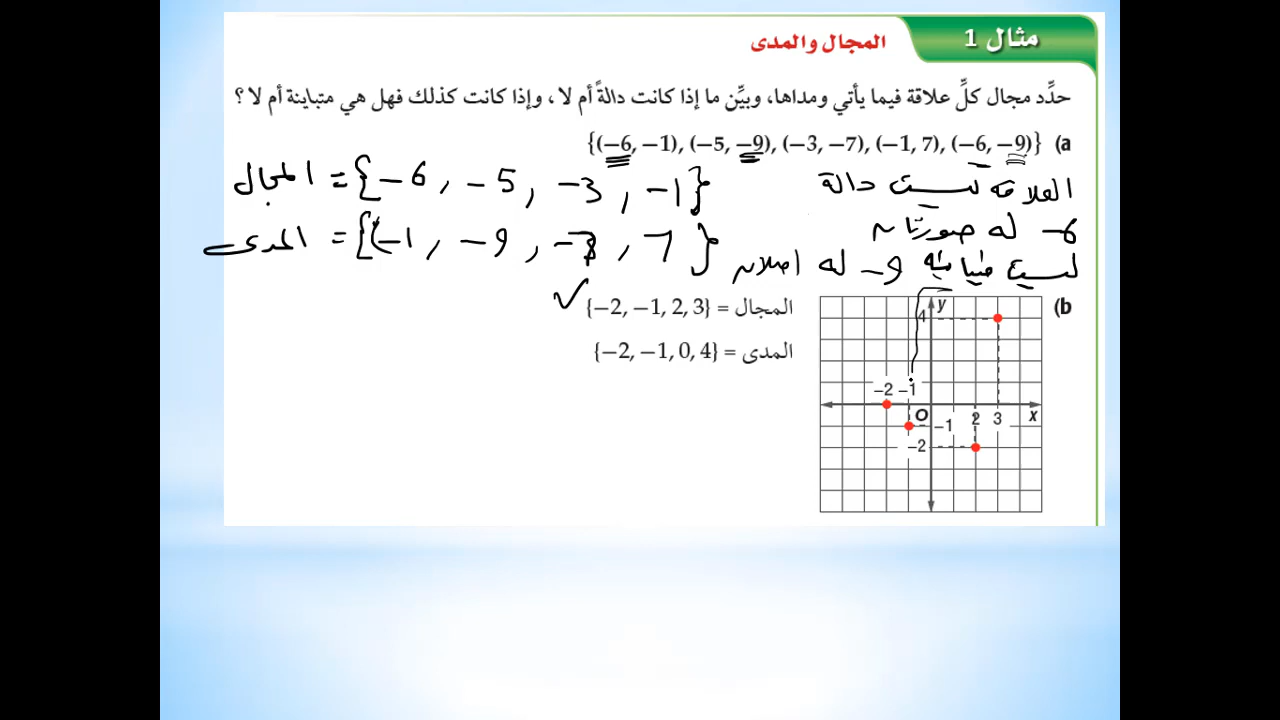 مثال 1
المجال والمدى
حدِّد مجال كلِّ علاقة فيما يأتي ومداها، وبيِّن ما إذا كانت دالةً أم لا، وإذا كانت كذلك فهل هي متباينة أم لا؟
(a {(−6, −1), (−5, −9), (−3, −7), (−1, 7), (−6, −9)}
المجال = {−6, −5, −3, −1}
العلاقة ليست دالة
−6 له صورتان
المدى = {−1, −9, −7, 7}
ليست متباينة −9 له اصلان
(b
المجال = {−2, −1, 2, 3}
المدى = {−2, −1, 0, 4}
y
4
−2 −1
O 2 3 x
−1
−2